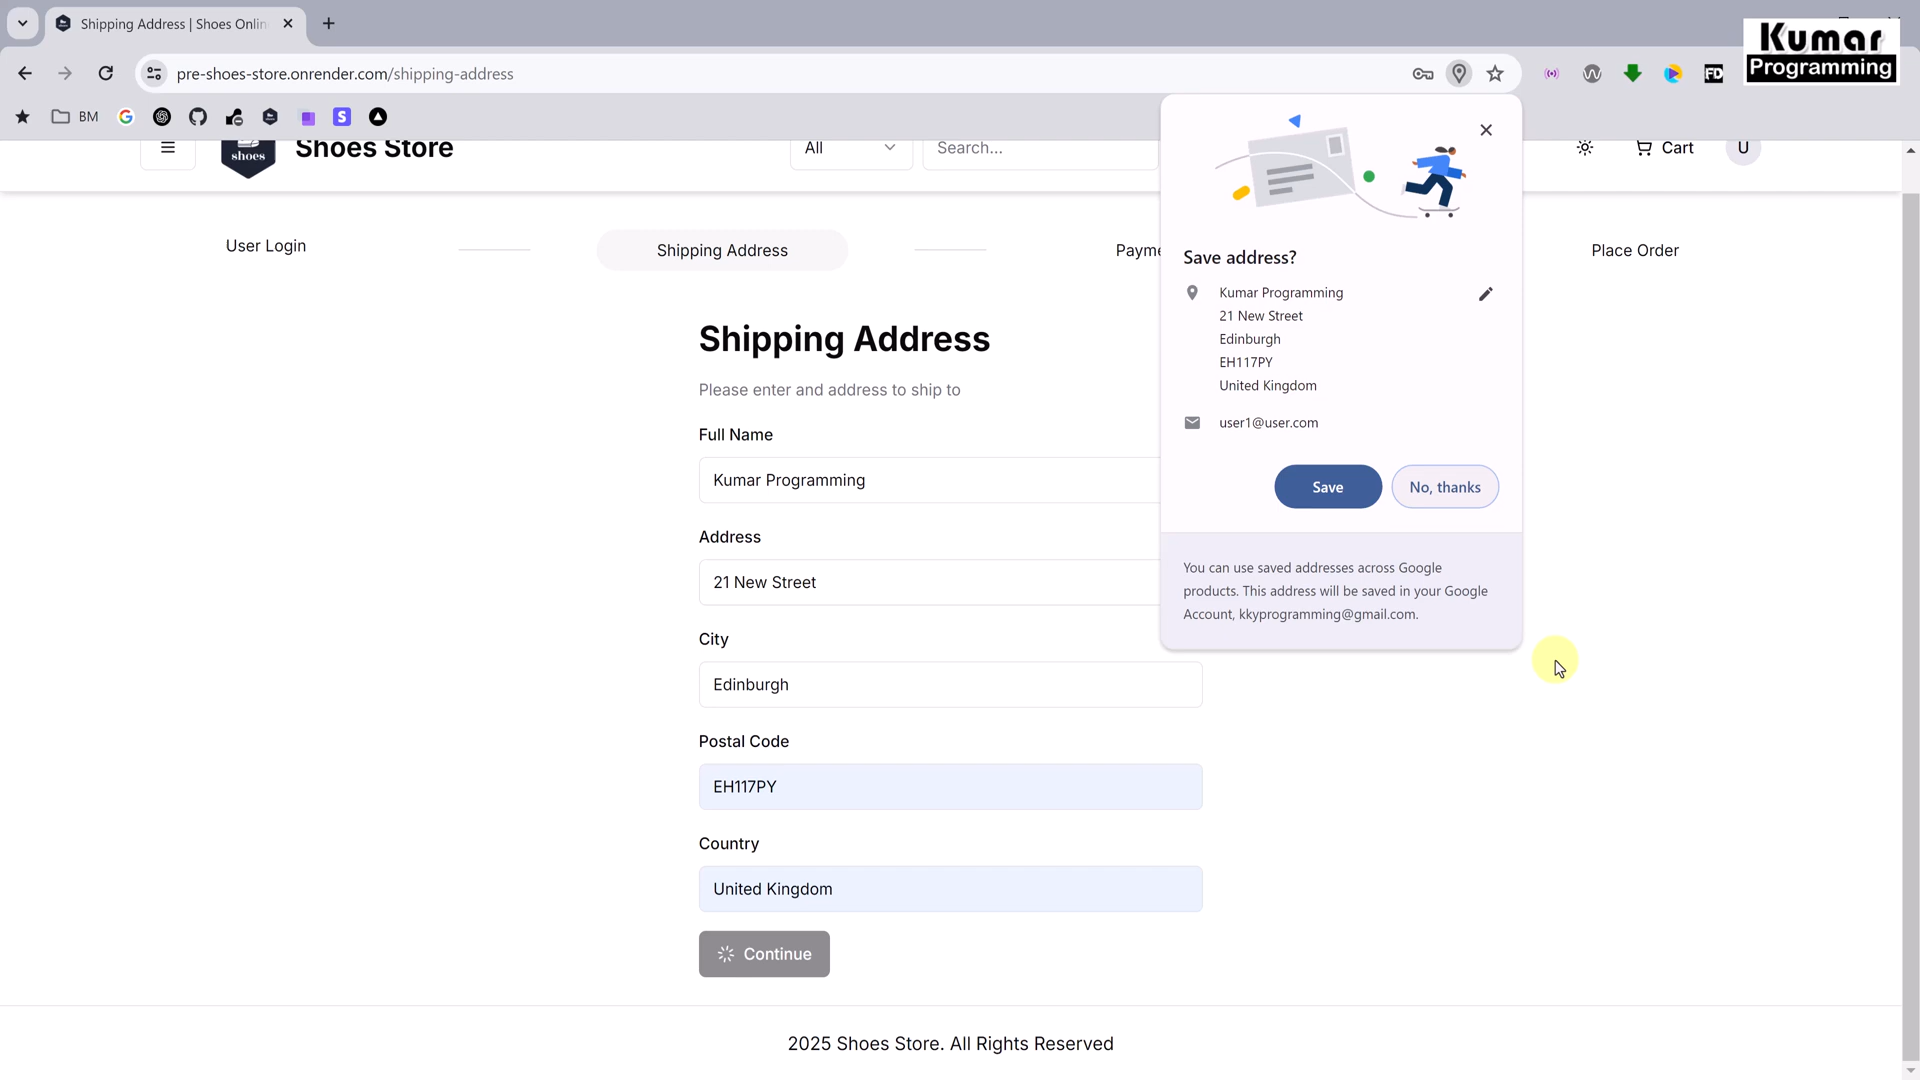 Shipping Address | Shoes Onlin
Kumar
Programming
pre-shoes-store.onrender.com/shipping-address
FD
BM
S
shoes
Shoes Store
All
Search...
Cart
U
User Login
Shipping Address
Payme
Place Order
Shipping Address
Please enter and address to ship to
Full Name
Kumar Programming
Address
21 New Street
City
Edinburgh
Postal Code
EH117PY
Country
United Kingdom
Continue
2025 Shoes Store. All Rights Reserved
Save address?
Kumar Programming
21 New Street
Edinburgh
EH117PY
United Kingdom
user1@user.com
Save
No, thanks
You can use saved addresses across Google
products. This address will be saved in your Google
Account, kkyprogramming@gmail.com.